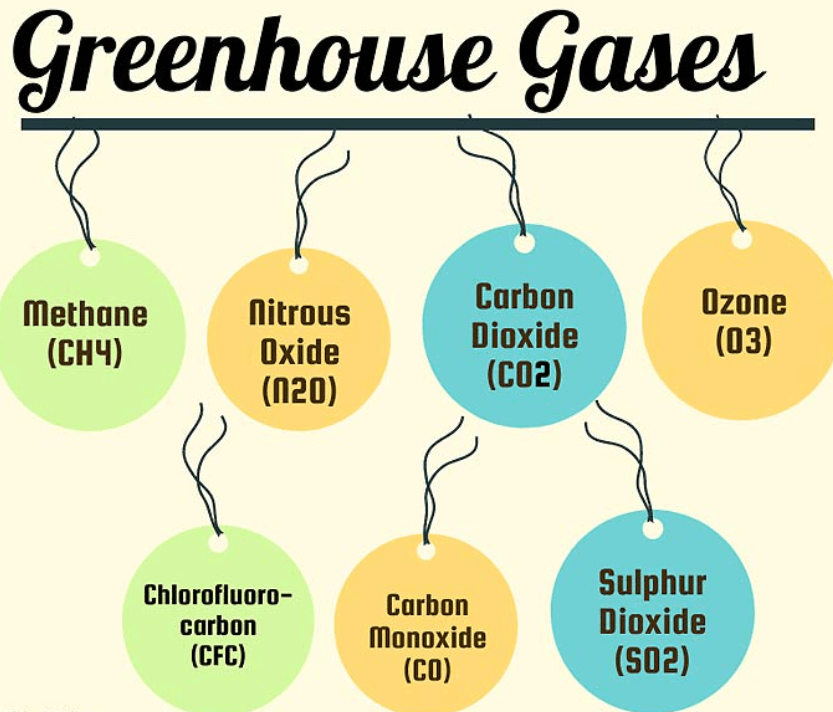 Greenhouse Gases
Methane
(CH4)
Nitrous
Oxide
(N2O)
Carbon
Dioxide
(CO2)
Ozone
(O3)
Chlorofluoro-
carbon
(CFC)
Carbon
Monoxide
(CO)
Sulphur
Dioxide
(SO2)